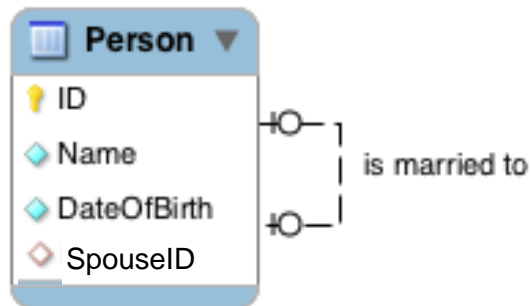 Person
ID
Name
DateOfBirth
SpouseID
is married to